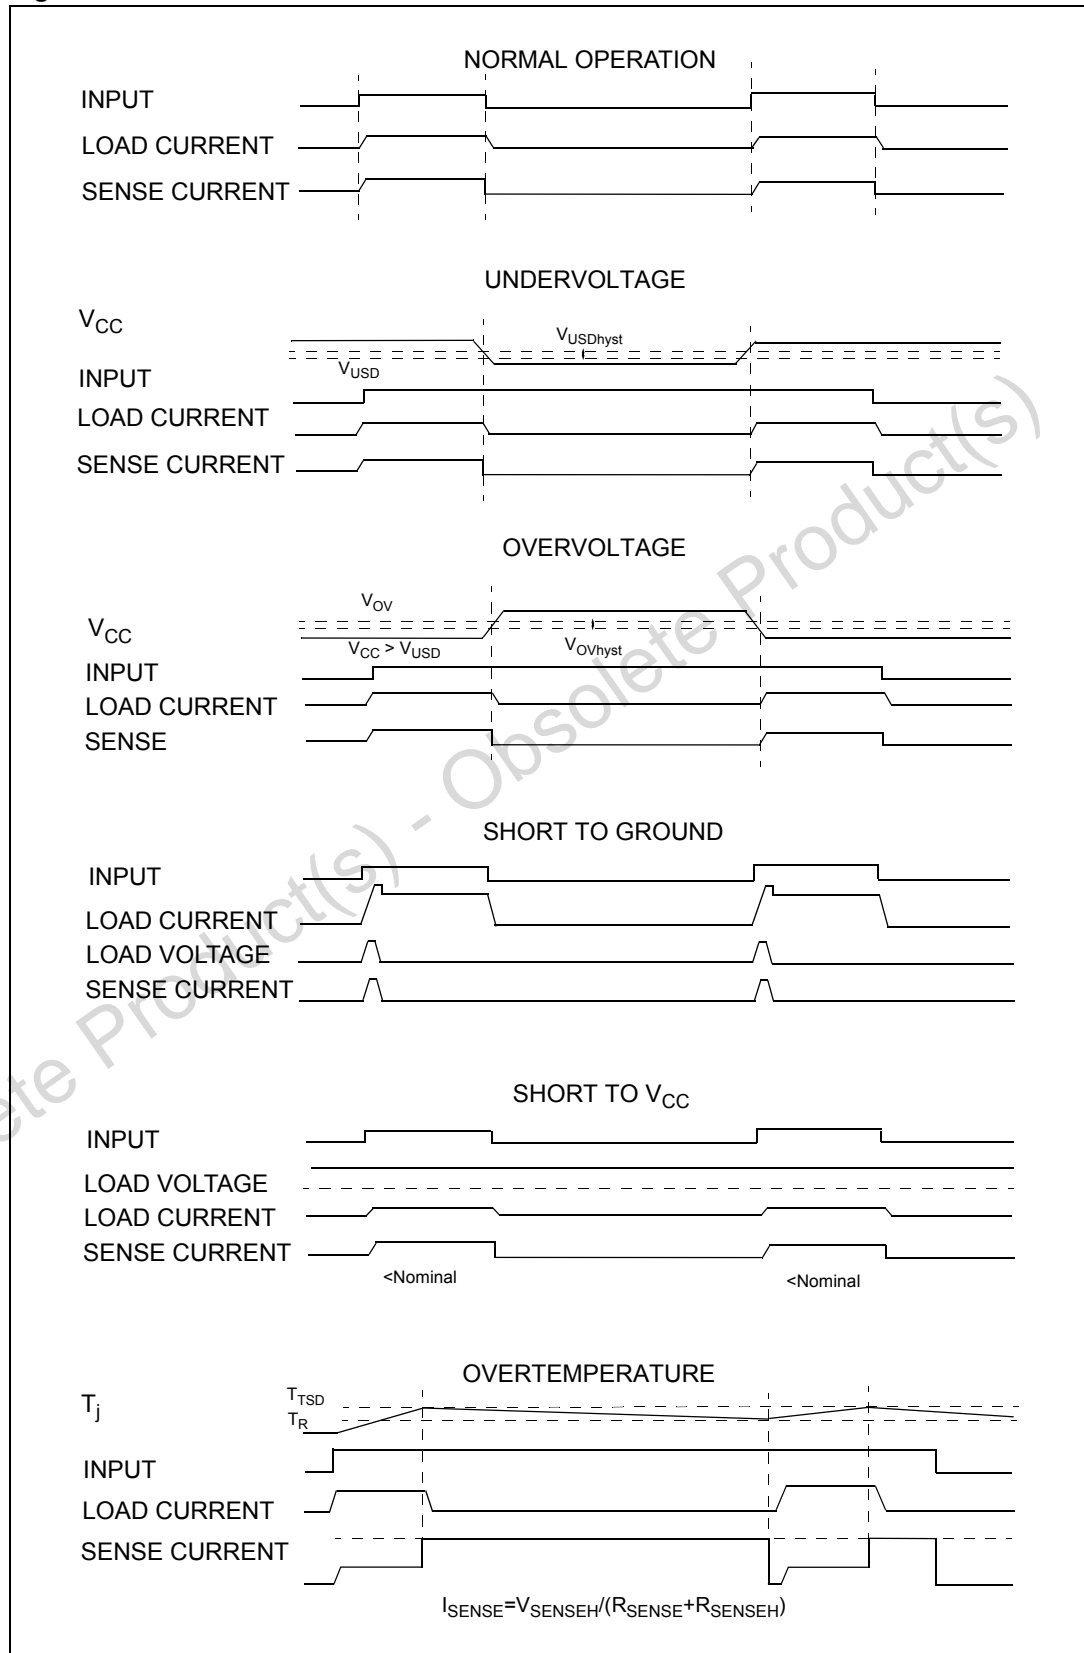 NORMAL OPERATION
INPUT
LOAD CURRENT
SENSE CURRENT
UNDERVOLTAGE
VCC
VUSDhyst
VUSD
INPUT
LOAD CURRENT
SENSE CURRENT
OVERVOLTAGE
VOV
VCC
VCC > VUSD
VOVhyst
INPUT
LOAD CURRENT
SENSE
SHORT TO GROUND
INPUT
LOAD CURRENT
LOAD VOLTAGE
SENSE CURRENT
SHORT TO VCC
INPUT
LOAD VOLTAGE
LOAD CURRENT
SENSE CURRENT
<Nominal
<Nominal
OVERTEMPERATURE
Tj
TTSD
TR
INPUT
LOAD CURRENT
SENSE CURRENT
ISENSE=VSENSEH/(RSENSE+RSENSEH)
ete Product(s) - Obsolete Product(s)